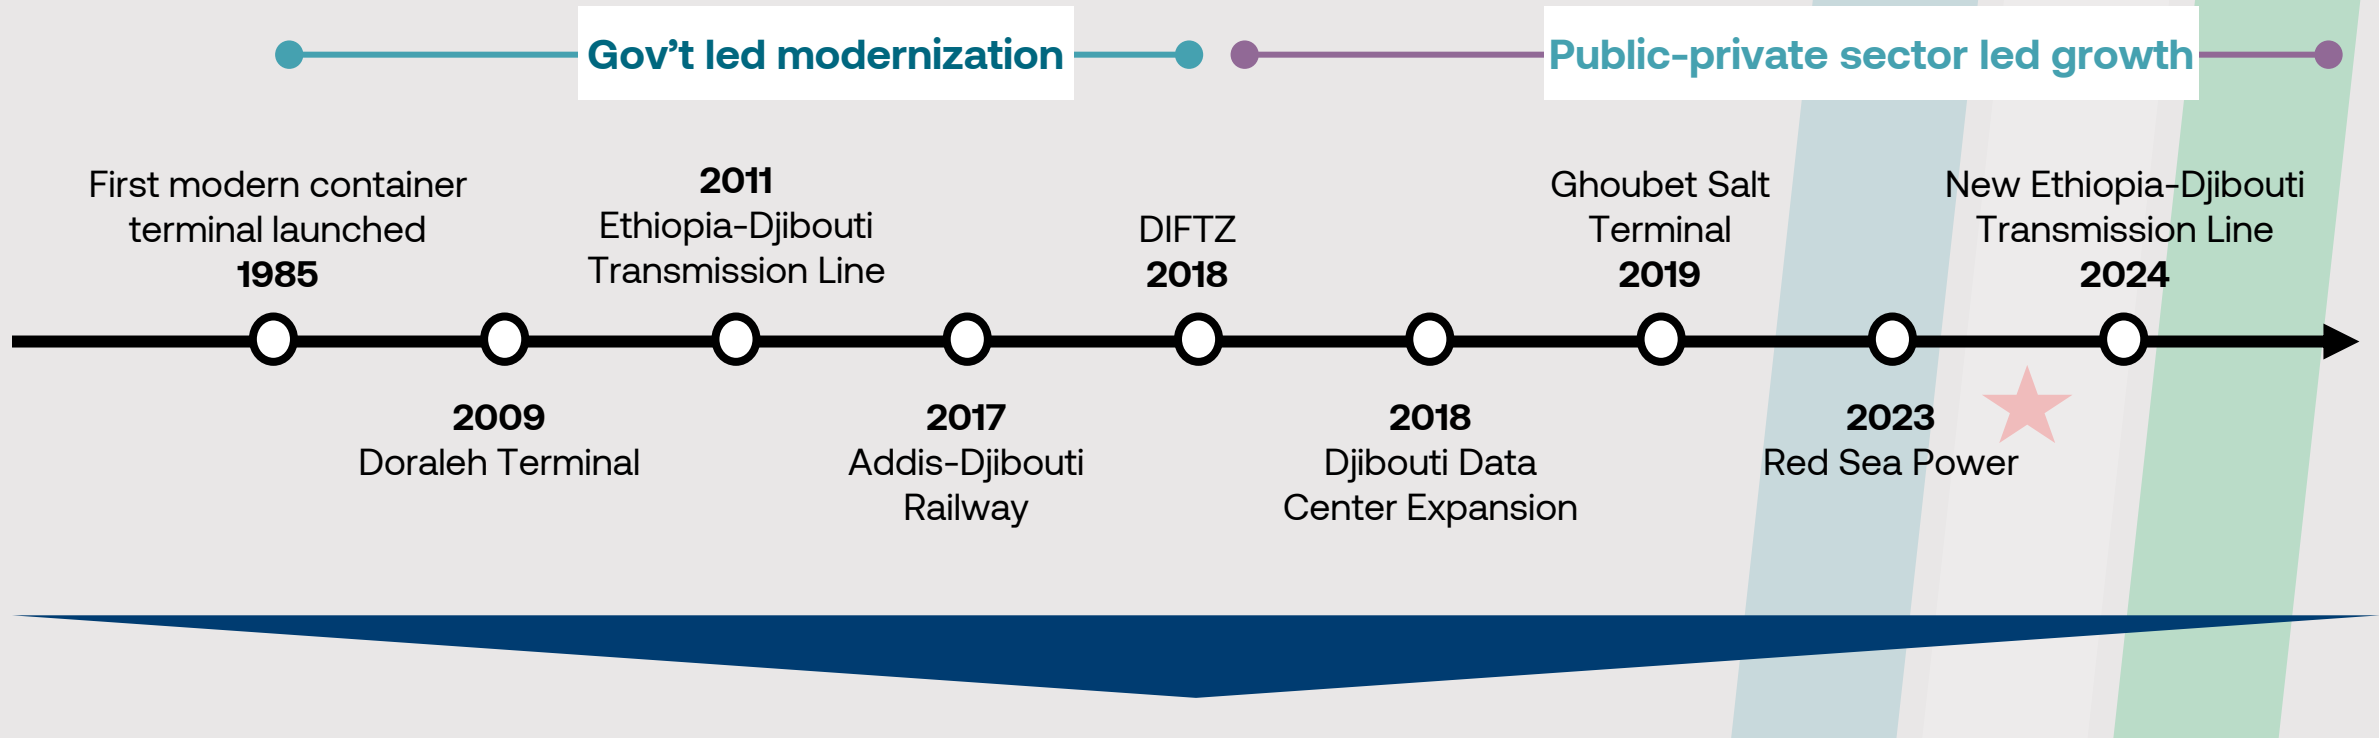 Gov’t led modernization
Public-private sector led growth
First modern container
terminal launched
1985
2009
Doraleh Terminal
2011
Ethiopia-Djibouti
Transmission Line
2017
Addis-Djibouti
Railway
DIFTZ
2018
2018
Djibouti Data
Center Expansion
Ghoubet Salt
Terminal
2019
2023
Red Sea Power
New Ethiopia-Djibouti
Transmission Line
2024